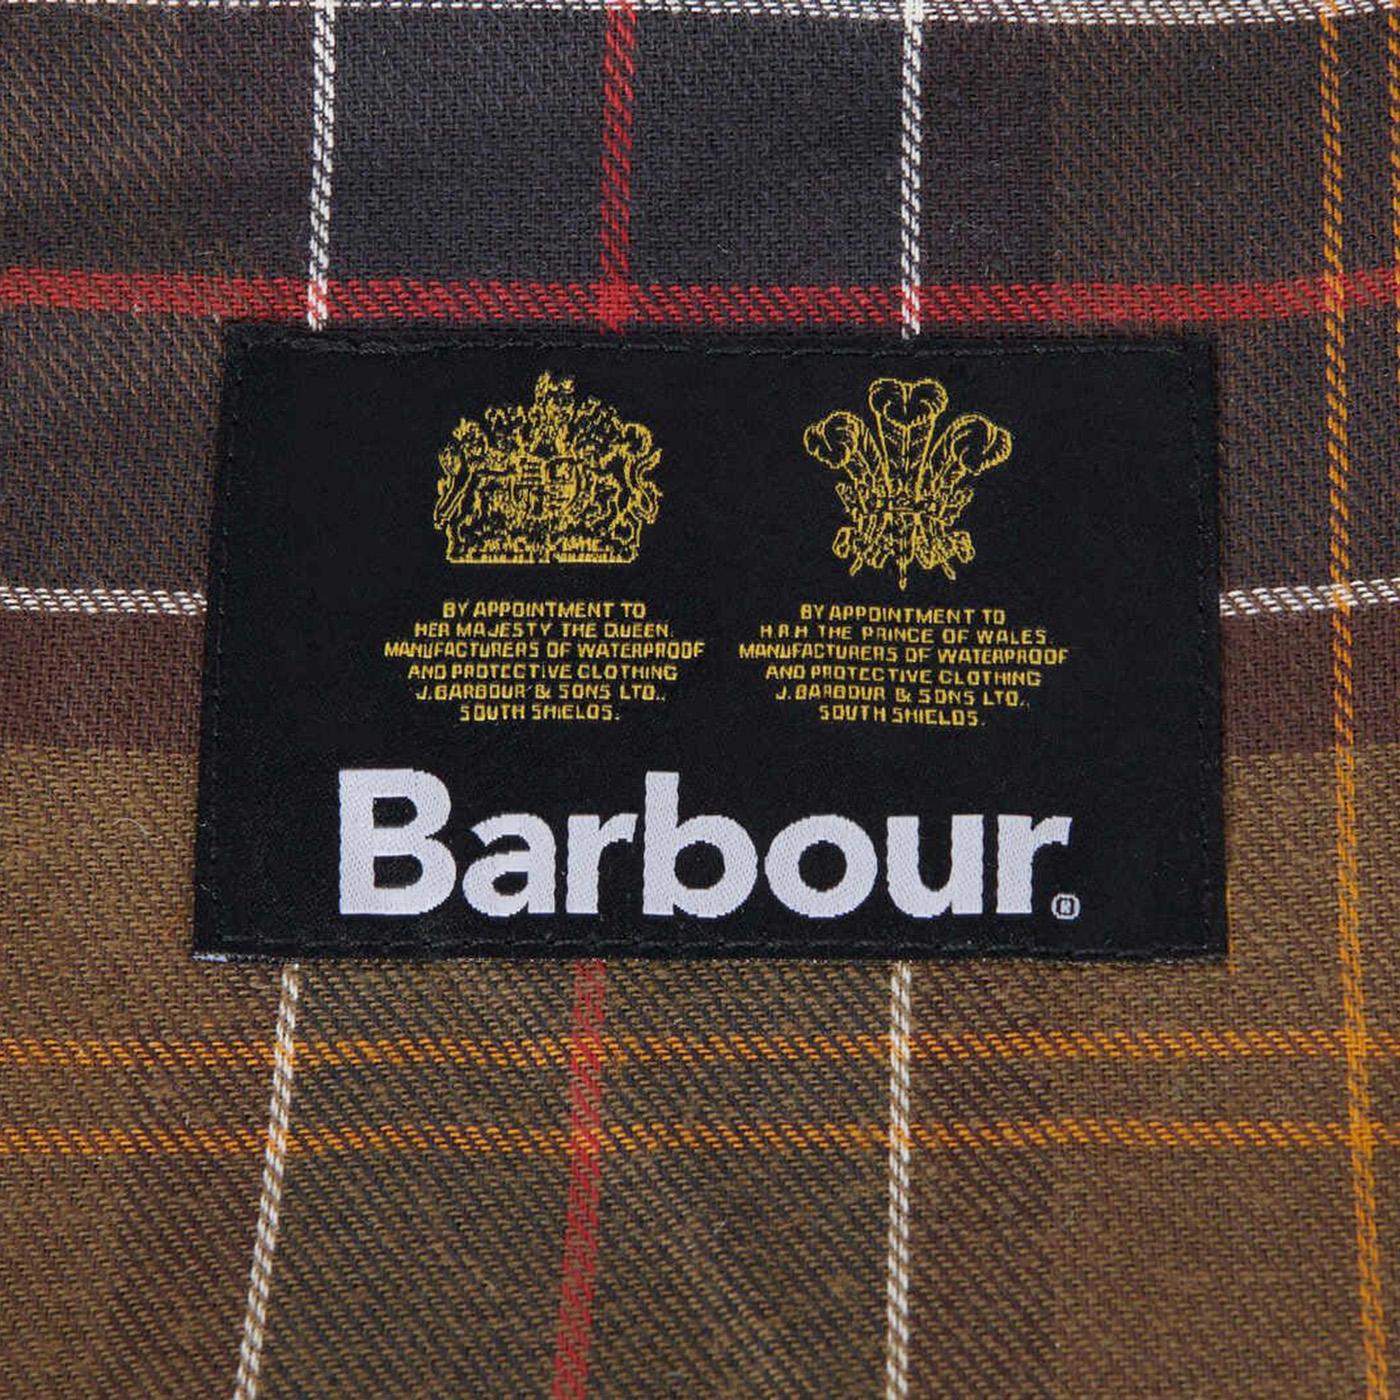 BY APPOINTMENT TO
HER MAJESTY THE QUEEN.
MANUFACTURERS OF WATERPROOF
AND PROTECTIVE CLOTHING
J. BARBOUR & SONS LTD.,
SOUTH SHIELDS.
BY APPOINTMENT TO
H.R.H THE PRINCE OF WALES.
MANUFACTURERS OF WATERPROOF
AND PROTECTIVE CLOTHING
J. BARBOUR & SONS LTD.,
SOUTH SHIELDS.
Barbour®